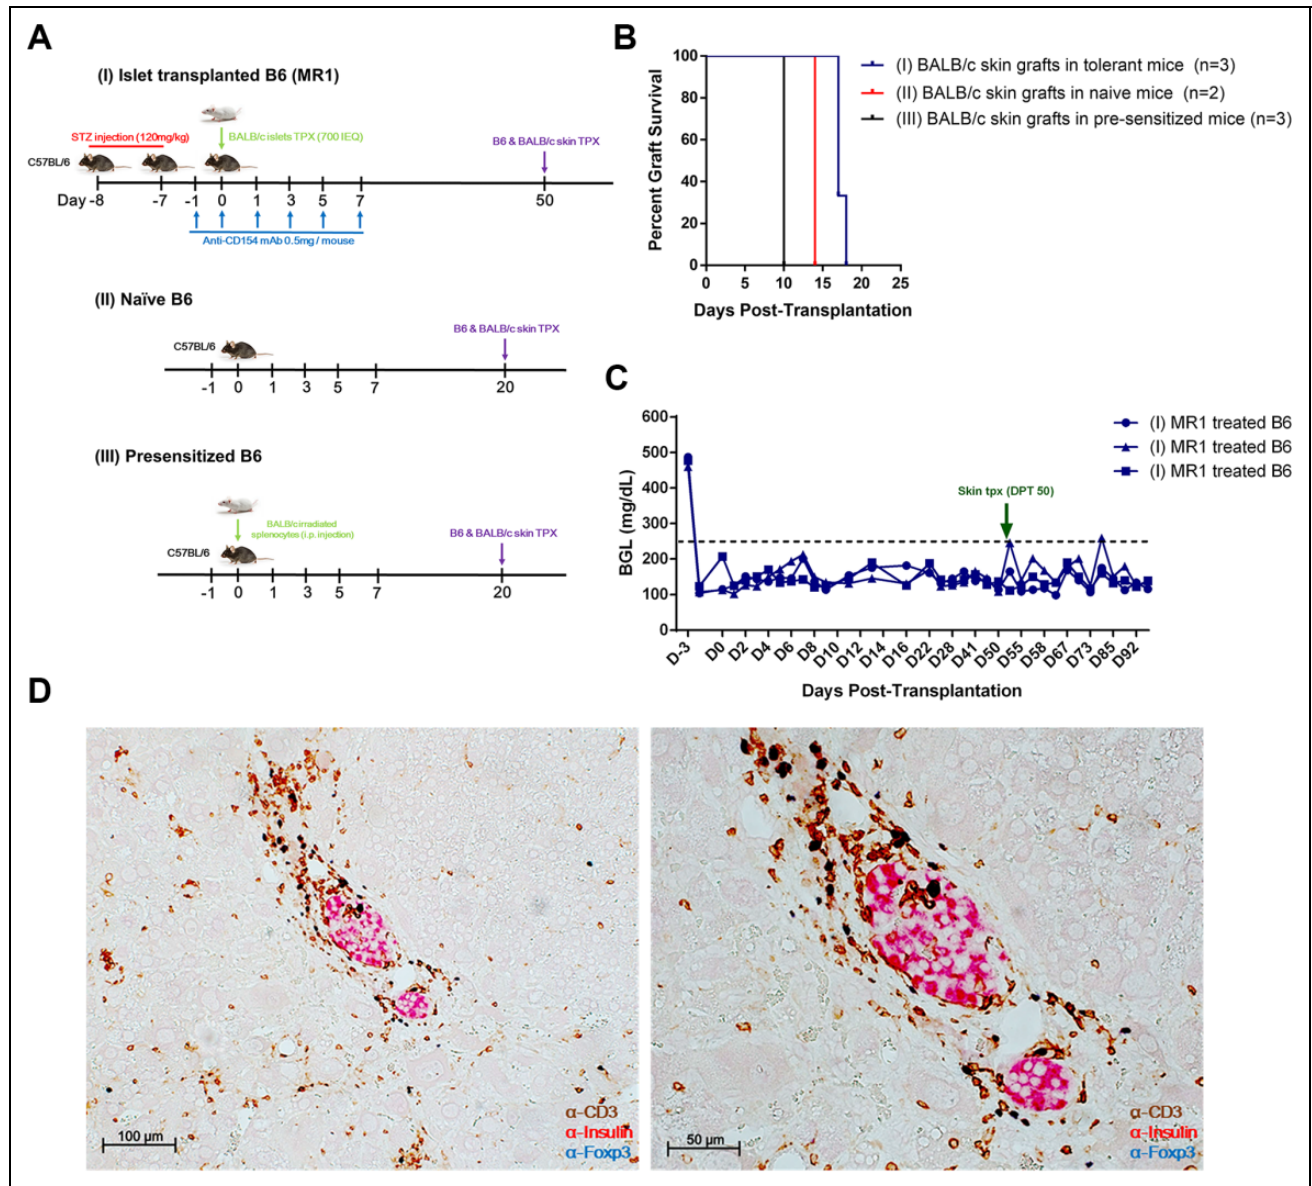 A
(I) Islet transplanted B6 (MR1)
STZ injection (120mg/kg)
BALB/c islets TPX (700 IEQ)
B6 & BALB/c skin TPX
C57BL/6
Day -8 -7 -1 0 1 3 5 7 50
Anti-CD154 mAb 0.5mg / mouse
(II) Naïve B6
B6 & BALB/c skin TPX
C57BL/6
-1 0 1 3 5 7 20
(III) Presensitized B6
BALB/c irradiated
splenocytes (i.p. injection)
B6 & BALB/c skin TPX
C57BL/6
-1 0 1 3 5 7 20
B
Percent Graft Survival
100
80
60
40
20
0
0 5 10 15 20 25
Days Post-Transplantation
(I) BALB/c skin grafts in tolerant mice (n=3)
(II) BALB/c skin grafts in naive mice (n=2)
(III) BALB/c skin grafts in pre-sensitized mice (n=3)
C
BGL (mg/dL)
600
500
400
300
200
100
0
Skin tpx (DPT 50)
(I) MR1 treated B6
(I) MR1 treated B6
(I) MR1 treated B6
D-3 D0 D2 D4 D6 D8 D10 D12 D14 D16 D22 D28 D41 D50 D55 D58 D67 D73 D85 D92
Days Post-Transplantation
D
100 µm
α-CD3
α-Insulin
α-Foxp3
50 µm
α-CD3
α-Insulin
α-Foxp3